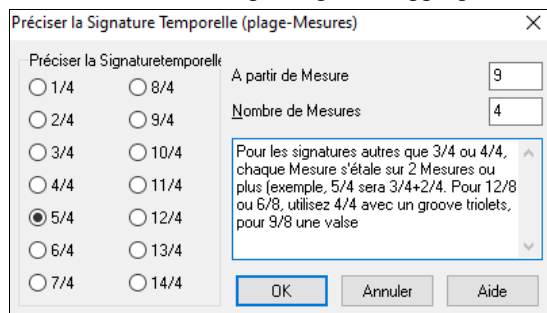 Préciser la Signature Temporelle (plage-Mesures)
Préciser la Signaturetemporelle
1/4
8/4
2/4
9/4
3/4
10/4
4/4
11/4
5/4
12/4
6/4
13/4
7/4
14/4
A partir de Mesure
9
Nombre de Mesures
4
Pour les signatures autres que 3/4 ou 4/4,
chaque Mesure s'étale sur 2 Mesures ou
plus (exemple, 5/4 sera 3/4+2/4. Pour 12/8
ou 6/8, utilisez 4/4 avec un groove triolets,
pour 9/8 une valse
OK
Annuler
Aide